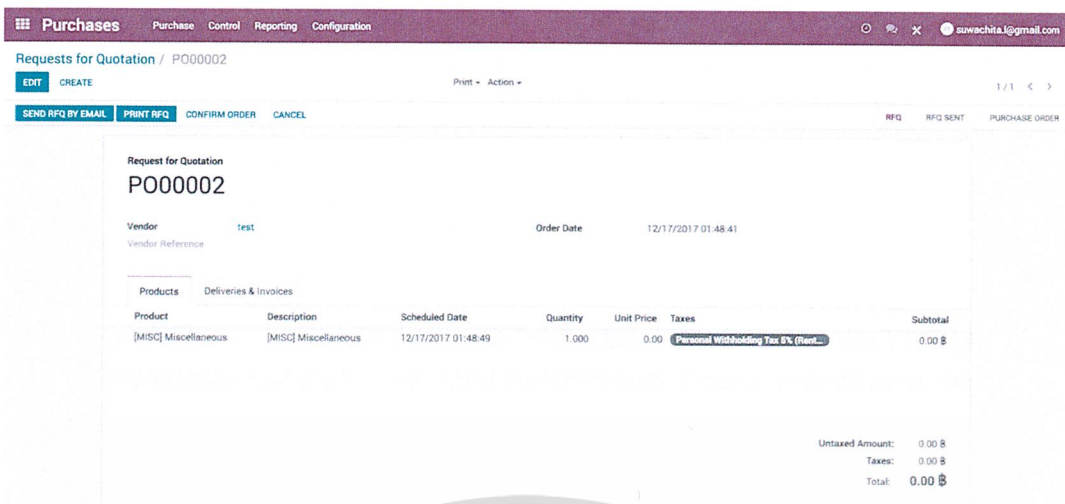 Purchases Purchase Control Reporting Configuration suwachita.l@gmail.com
Requests for Quotation / PO00002
EDIT CREATE Print Action 1 / 1
SEND RFQ BY EMAIL PRINT RFQ CONFIRM ORDER CANCEL RFQ RFQ SENT PURCHASE ORDER
Request for Quotation
PO00002
Vendor test Order Date 12/17/2017 01:48:41
Vendor Reference
Products Deliveries & Invoices
Product Description Scheduled Date Quantity Unit Price Taxes Subtotal
[MISC] Miscellaneous [MISC] Miscellaneous 12/17/2017 01:48:49 1.000 0.00 Personal Withholding Tax 5% (Rent... 0.00 ฿
Untaxed Amount: 0.00 ฿
Taxes: 0.00 ฿
Total: 0.00 ฿